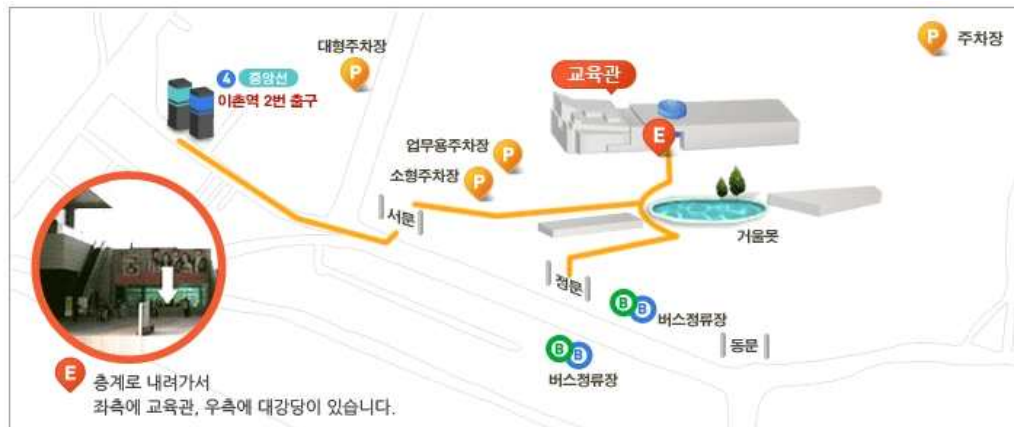 대형주차장
P
P
주차장
4 중앙선
이촌역 2번 출구
교육관
E
업무용주차장
P
소형주차장
P
서문
거울못
정문
B B 버스정류장
동문
B B
버스정류장
E
층계로 내려가서
좌측에 교육관, 우측에 대강당이 있습니다.